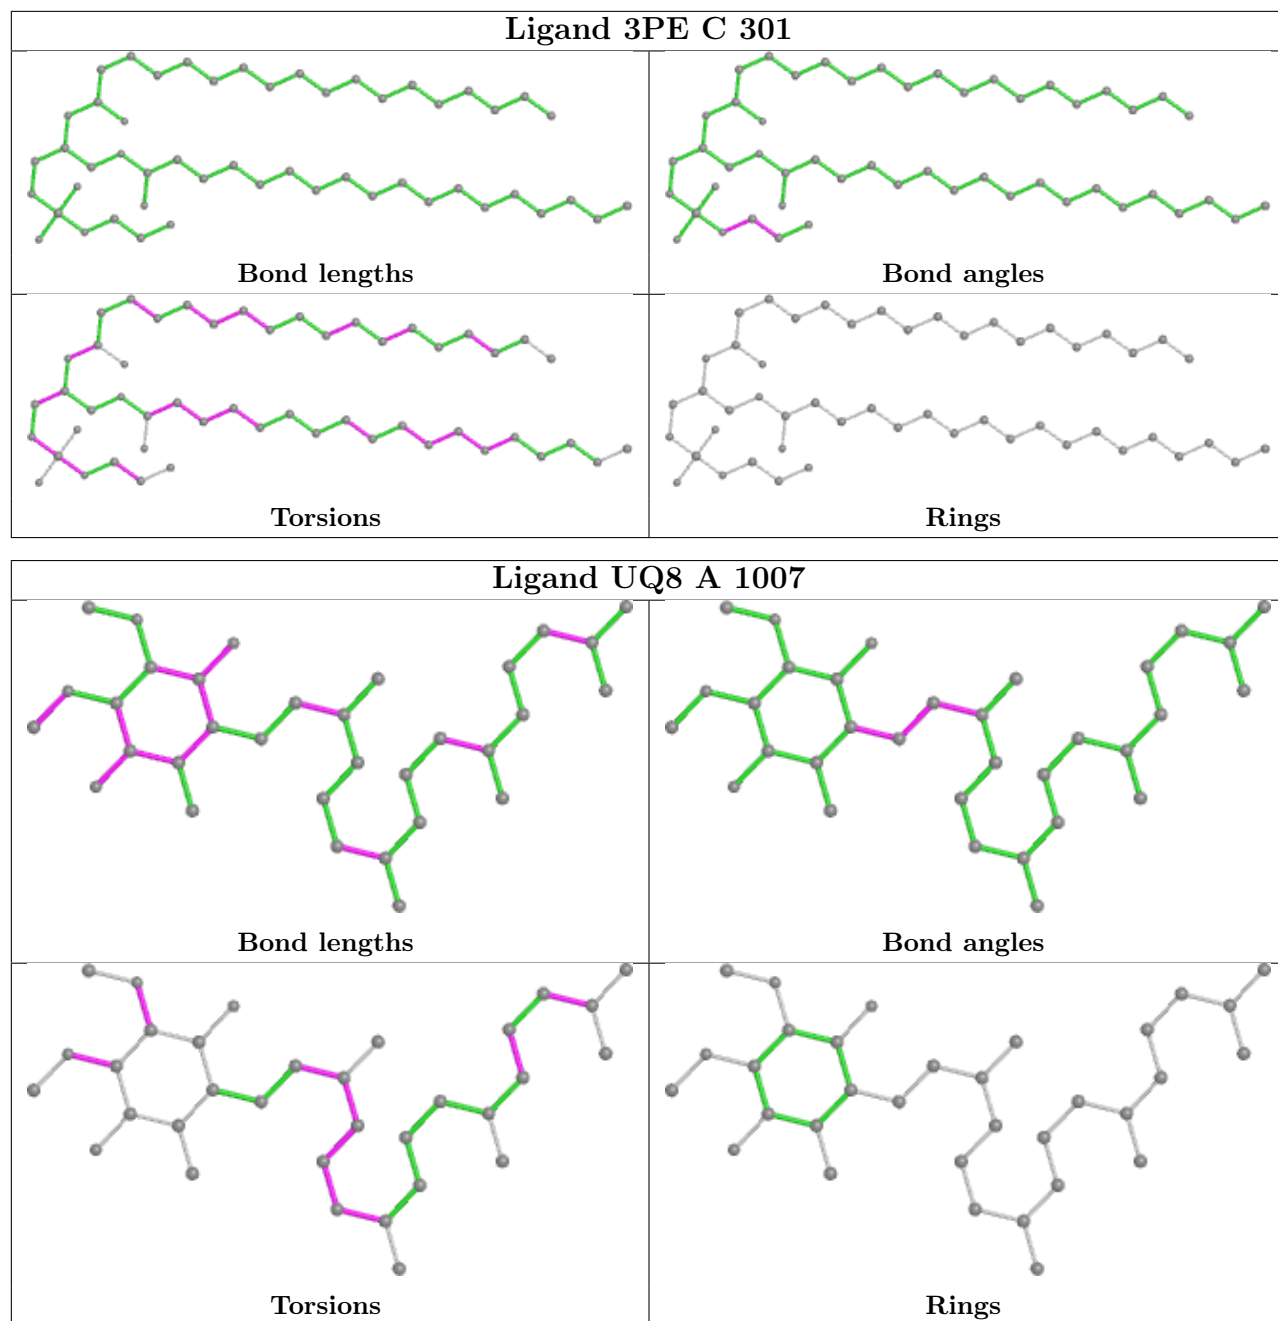 Ligand 3PE C 301
Bond lengths
Bond angles
Torsions
Rings
Ligand UQ8 A 1007
Bond lengths
Bond angles
Torsions
Rings